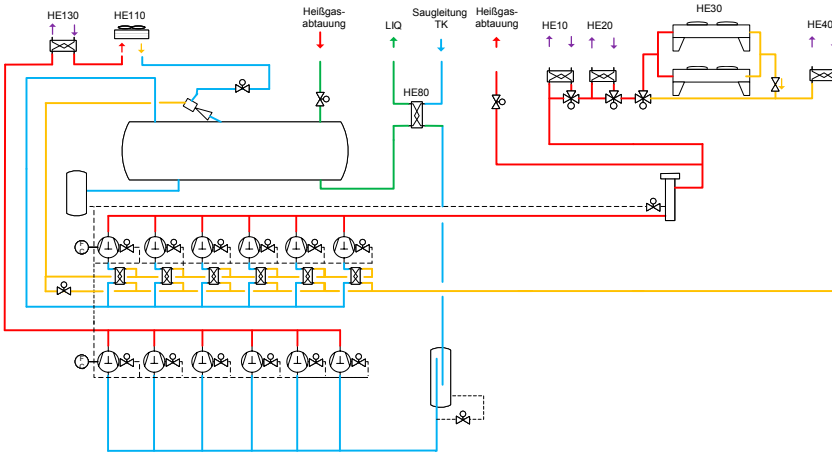 HE130
HE110
Heißgas-
abtauung
LIQ
Saugleitung
TK
Heißgas-
abtauung
HE10
HE20
HE30
HE40
HE80
F
C
F
C